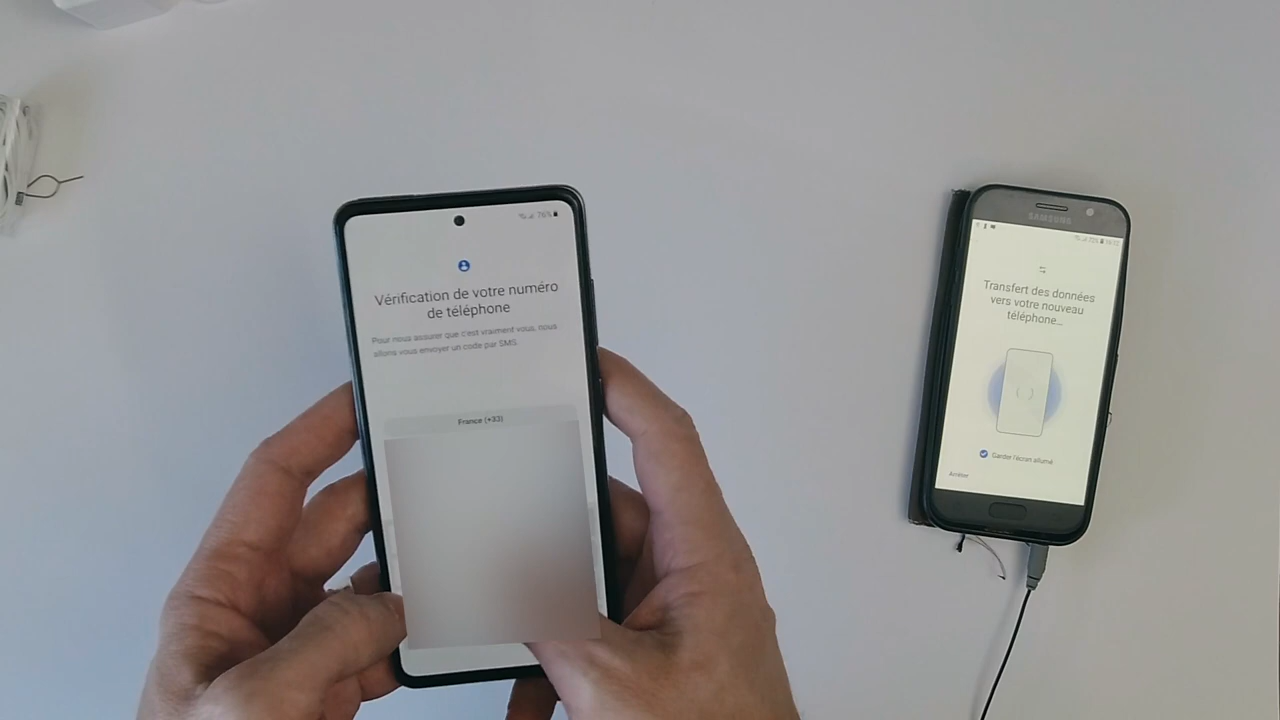 76%
Vérification de votre numéro
de téléphone
Pour nous assurer que c'est vraiment vous, nous
allons vous envoyer un code par SMS.
France (+33)
SAMSUNG
Transfert des données
vers votre nouveau
téléphone...
Garder l'écran allumé
Arrêter